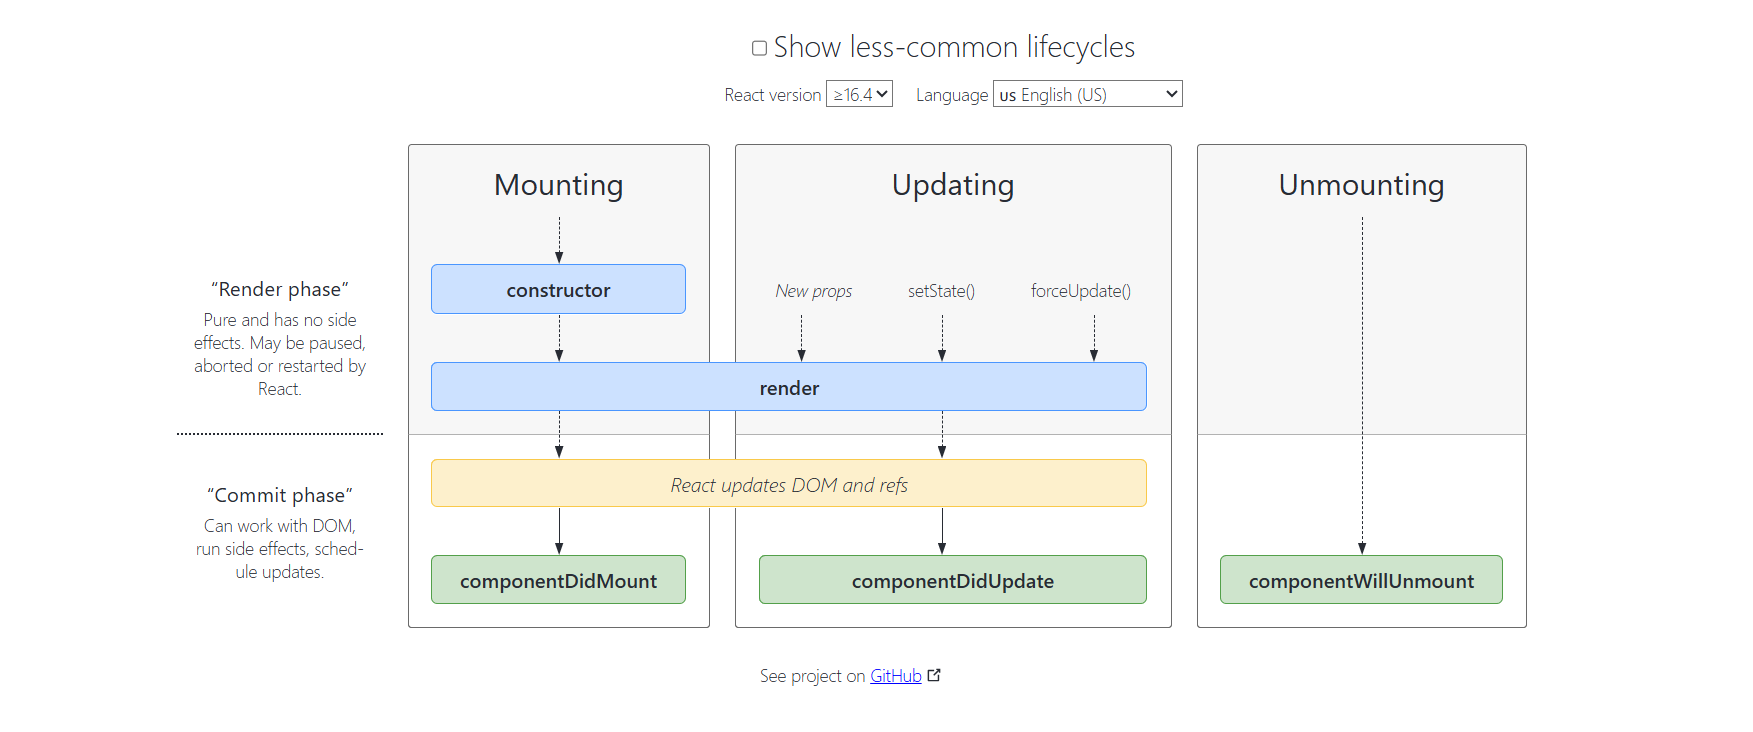 Show less-common lifecycles
React version ≥16.4 Language us English (US)
Mounting Updating Unmounting
“Render phase”
Pure and has no side
effects. May be paused,
aborted or restarted by
React.
constructor
New props setState() forceUpdate()
render
“Commit phase”
Can work with DOM,
run side effects, sched-
ule updates.
React updates DOM and refs
componentDidMount componentDidUpdate componentWillUnmount
See project on GitHub